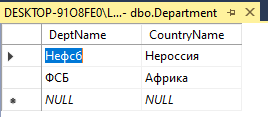 DESKTOP-91O8FE0\L...- dbo.Department
DeptName CountryName
Нефсб Нероссия
ФСБ Африка
NULL NULL